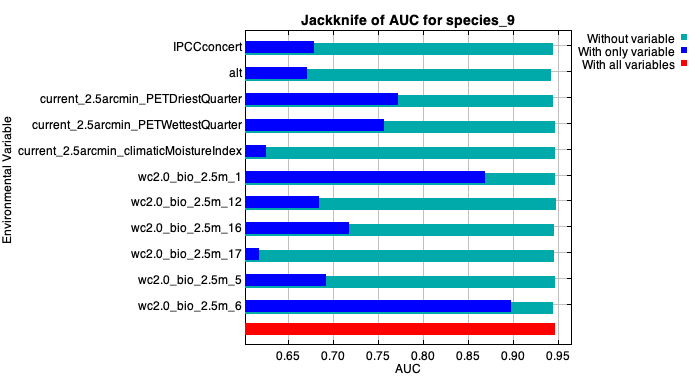 Jackknife of AUC for species_9
Without variable
With only variable
With all variables
Environmental Variable
IPCCconcert
alt
current_2.5arcmin_PETDriestQuarter
current_2.5arcmin_PETWettestQuarter
current_2.5arcmin_climaticMoistureIndex
wc2.0_bio_2.5m_1
wc2.0_bio_2.5m_12
wc2.0_bio_2.5m_16
wc2.0_bio_2.5m_17
wc2.0_bio_2.5m_5
wc2.0_bio_2.5m_6
0.65 0.70 0.75 0.80 0.85 0.90 0.95
AUC